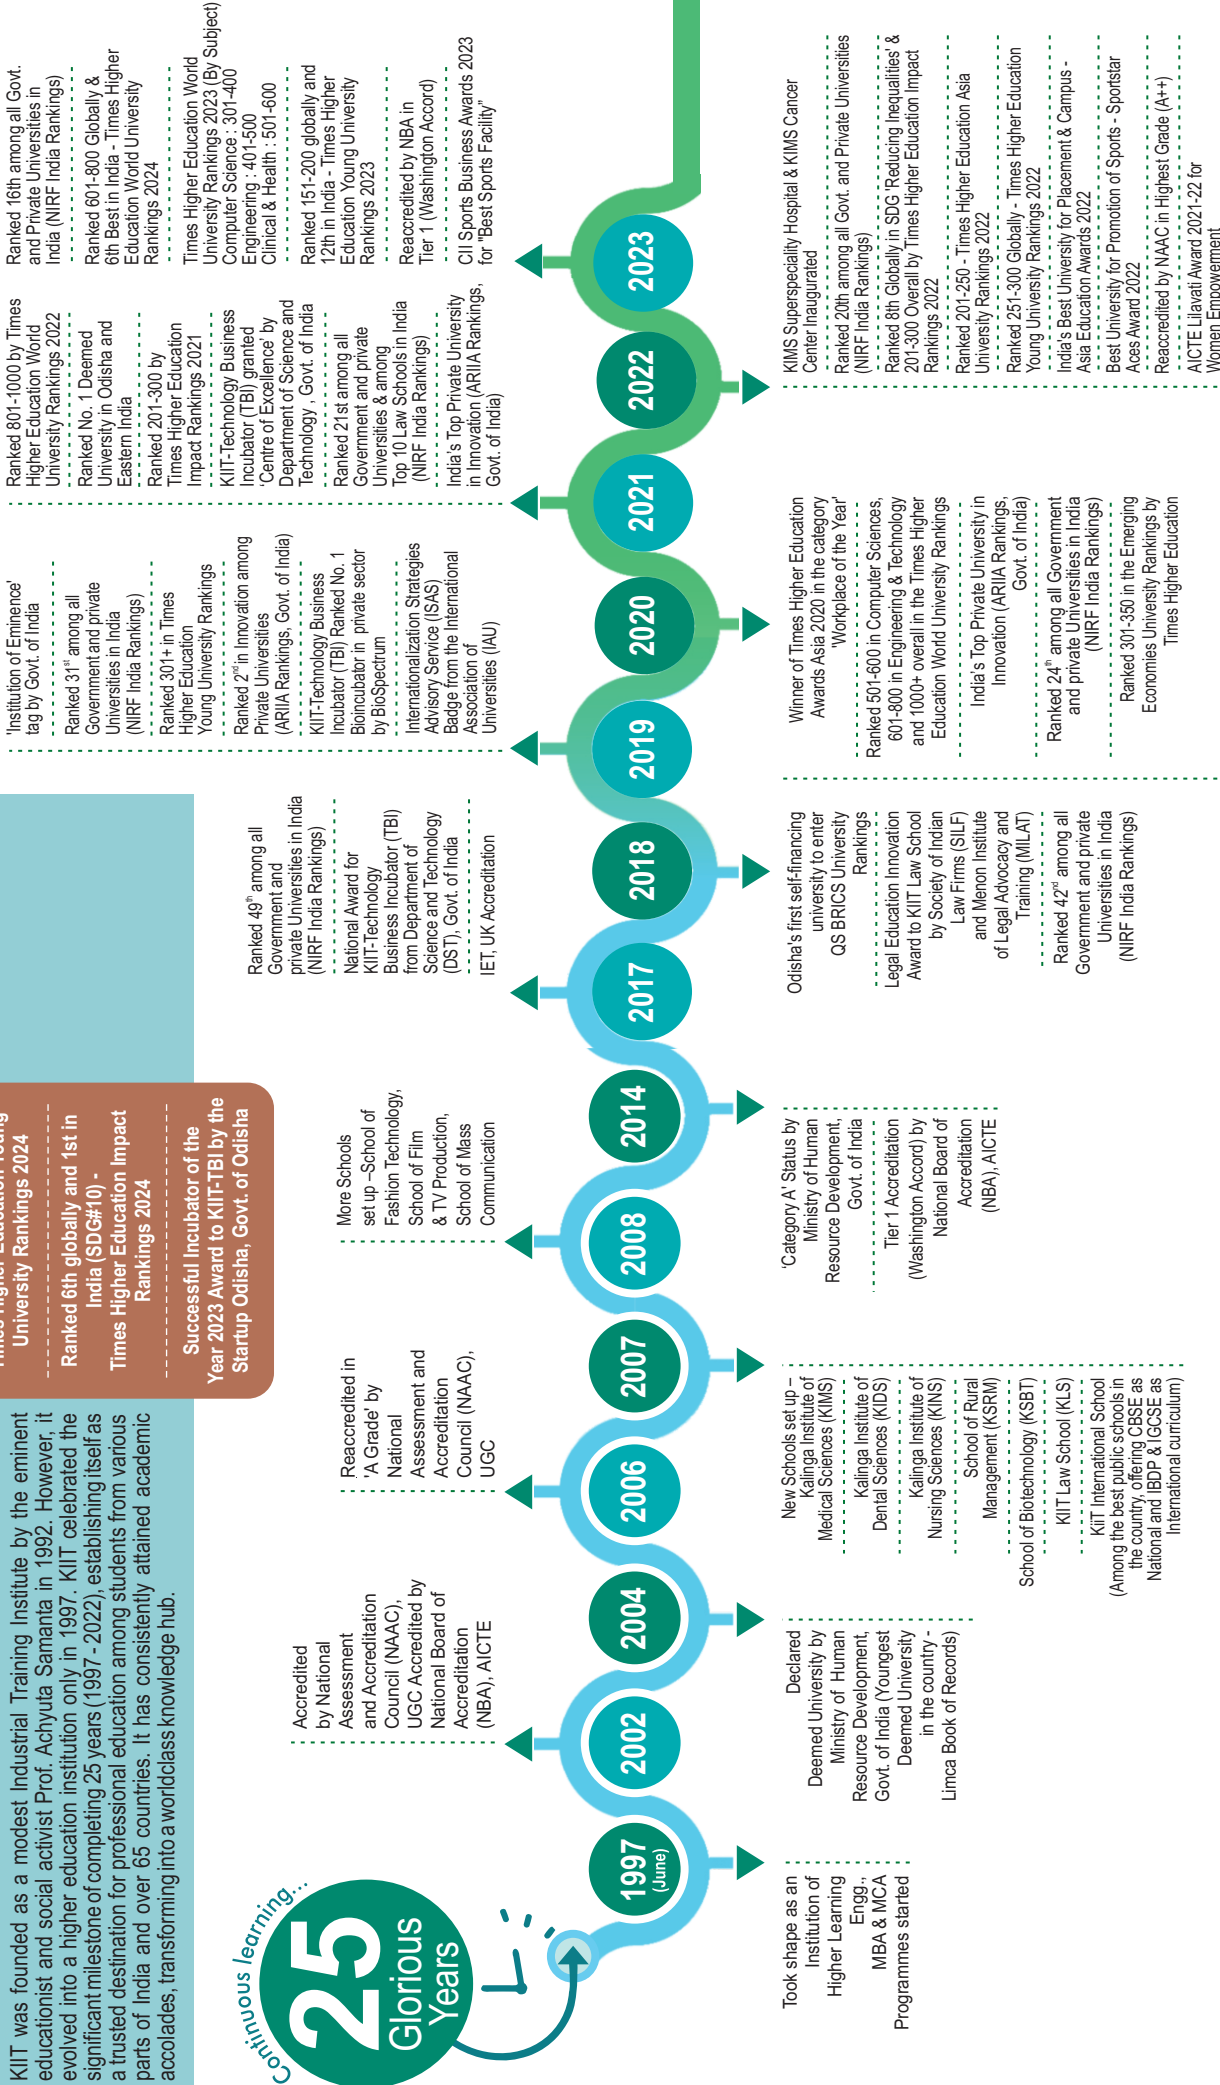 KIIT was founded as a modest Industrial Training Institute by the eminent
educationist and social activist Prof. Achyuta Samanta in 1992. However, it
evolved into a higher education institution only in 1997. KIIT celebrated the
significant milestone of completing 25 years (1997 - 2022), establishing itself as
a trusted destination for professional education among students from various
parts of India and over 65 countries. It has consistently attained academic
accolades, transforming into a worldclass knowledge hub.
University Rankings 2024
Ranked 6th globally and 1st in
India (SDG#10) -
Times Higher Education Impact
Rankings 2024
Successful Incubator of the
Year 2023 Award to KIIT-TBI by the
Startup Odisha, Govt. of Odisha
Continuous learning...
25
Glorious
Years
1997
(June)
Took shape as an
Institution of
Higher Learning
Engg.,
MBA & MCA
Programmes started
2002
Accredited
by National
Assessment
and Accreditation
Council (NAAC),
UGC Accredited by
National Board of
Accreditation
(NBA), AICTE
2004
Declared
Deemed University by
Ministry of Human
Resource Development,
Govt. of India (Youngest
Deemed University
in the country -
Limca Book of Records)
2006
Reaccredited in
'A Grade' by
National
Assessment and
Accreditation
Council (NAAC),
UGC
2007
New Schools set up –
Kalinga Institute of
Medical Sciences (KIMS)
Kalinga Institute of
Dental Sciences (KIDS)
Kalinga Institute of
Nursing Sciences (KINS)
School of Rural
Management (KSRM)
School of Biotechnology (KSBT)
KIIT Law School (KLS)
KiiT International School
(Among the best public schools in
the country, offering CBSE as
National and IBDP & IGCSE as
International curriculum)
2008
More Schools
set up –School of
Fashion Technology,
School of Film
& TV Production,
School of Mass
Communication
2014
'Category A' Status by
Ministry of Human
Resource Development,
Govt. of India
Tier 1 Accreditation
(Washington Accord) by
National Board of
Accreditation
(NBA), AICTE
2017
Ranked 49th among all
Government and
private Universities in India
(NIRF India Rankings)
National Award for
KIIT-Technology
Business Incubator (TBI)
from Department of
Science and Technology
(DST), Govt. of India
IET, UK Accreditation
2018
Odisha's first self-financing
university to enter
QS BRICS University
Rankings
Legal Education Innovation
Award to KIIT Law School
by Society of Indian
Law Firms (SILF)
and Menon Institute
of Legal Advocacy and
Training (MILAT)
Ranked 42nd among all
Government and private
Universities in India
(NIRF India Rankings)
2019
'Institution of Eminence'
tag by Govt. of India
Ranked 31st among all
Government and private
Universities in India
(NIRF India Rankings)
Ranked 301+ in Times
Higher Education
Young University Rankings
Ranked 2nd in Innovation among
Private Universities
(ARIIA Rankings, Govt. of India)
KIIT-Technology Business
Incubator (TBI) Ranked No. 1
Bioincubator in private sector
by BioSpectrum
Internationalization Strategies
Advisory Service (ISAS)
Badge from the International
Association of
Universities (IAU)
2020
Winner of Times Higher Education
Awards Asia 2020 in the category
'Workplace of the Year'
Ranked 501-600 in Computer Sciences,
601-800 in Engineering & Technology
and 1000+ overall in the Times Higher
Education World University Rankings
India's Top Private University in
Innovation (ARIIA Rankings,
Govt. of India)
Ranked 24th among all Government
and private Universities in India
(NIRF India Rankings)
Ranked 301-350 in the Emerging
Economies University Rankings by
Times Higher Education
2021
Ranked 801-1000 by Times
Higher Education World
University Rankings 2022
Ranked No. 1 Deemed
University in Odisha and
Eastern India
Ranked 201-300 by
Times Higher Education
Impact Rankings 2021
KIIT-Technology Business
Incubator (TBI) granted
'Centre of Excellence' by
Department of Science and
Technology , Govt. of India
Ranked 21st among all
Government and private
Universities & among
Top 10 Law Schools in India
(NIRF India Rankings)
India's Top Private University
in Innovation (ARIIA Rankings,
Govt. of India)
2022
KIMS Superspeciality Hospital & KIMS Cancer
Center Inaugurated
Ranked 20th among all Govt. and Private Universities
(NIRF India Rankings)
Ranked 8th Globally in SDG 'Reducing Inequalities' &
201-300 Overall by Times Higher Education Impact
Rankings 2022
Ranked 201-250 - Times Higher Education Asia
University Rankings 2022
Ranked 251-300 Globally - Times Higher Education
Young University Rankings 2022
India's Best University for Placement & Campus -
Asia Education Awards 2022
Best University for Promotion of Sports - Sportstar
Aces Award 2022
Reaccredited by NAAC in Highest Grade (A++)
AICTE Lilavati Award 2021-22 for
Women Empowerment
2023
Ranked 16th among all Govt.
and Private Universities in
India (NIRF India Rankings)
Ranked 601-800 Globally &
6th Best in India - Times Higher
Education World University
Rankings 2024
Times Higher Education World
University Rankings 2023 (By Subject)
Computer Science : 301-400
Engineering : 401-500
Clinical & Health : 501-600
Ranked 151-200 globally and
12th in India - Times Higher
Education Young University
Rankings 2023
Reaccredited by NBA in
Tier 1 (Washington Accord)
CII Sports Business Awards 2023
for "Best Sports Facility"